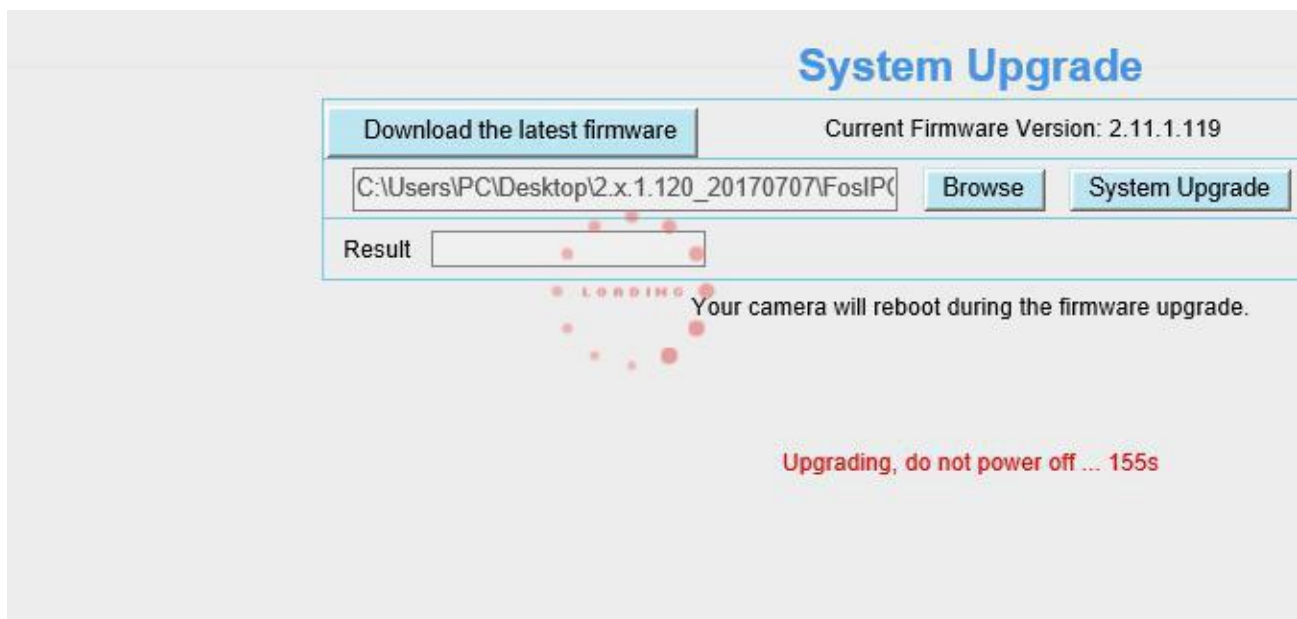 System Upgrade
Download the latest firmware
Current Firmware Version: 2.11.1.119
C:\Users\PC\Desktop\2.x.1.120_20170707\FosIP(
Browse
System Upgrade
Result
LOADING
Your camera will reboot during the firmware upgrade.
Upgrading, do not power off ... 155s